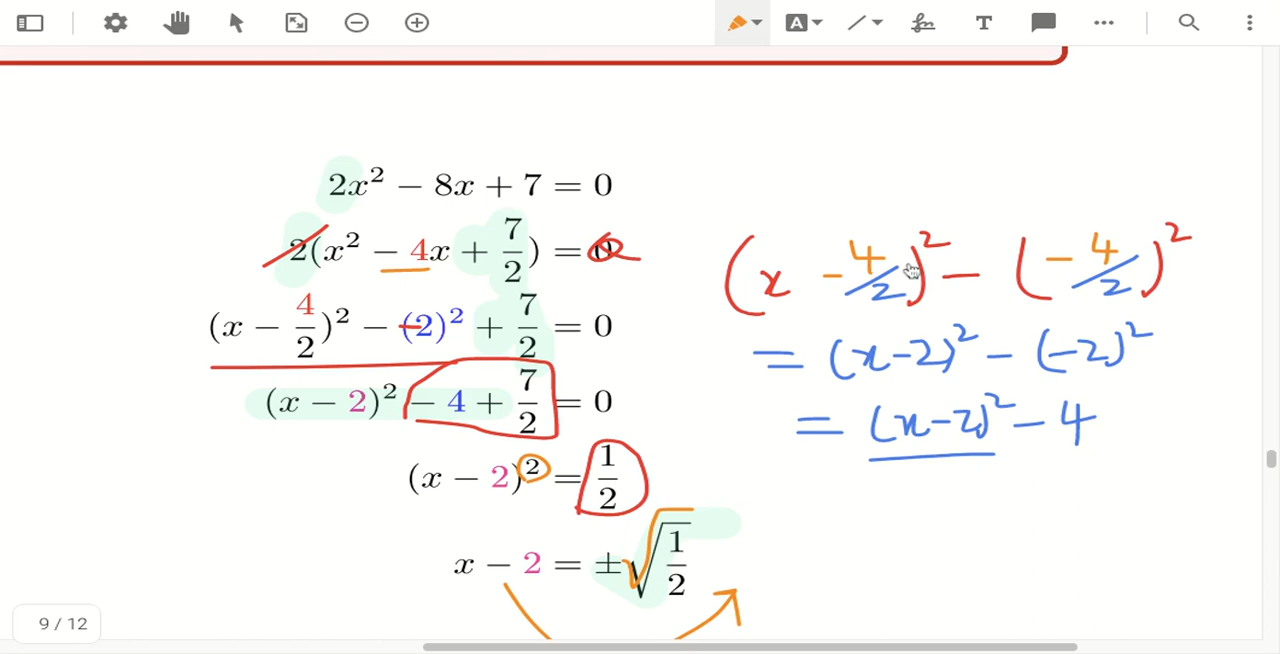 2x² − 8x + 7 = 0
2(x² − 4x + 7/2) = 0
(x − 4/2)² − (−2)² + 7/2 = 0
(x − 2)² − 4 + 7/2 = 0
(x − 2)² = 1/2
x − 2 = ±√(1/2)
(x − 4/2)² − (−4/2)²
= (x−2)² − (−2)²
= (x−2)² − 4
9 / 12
A
T